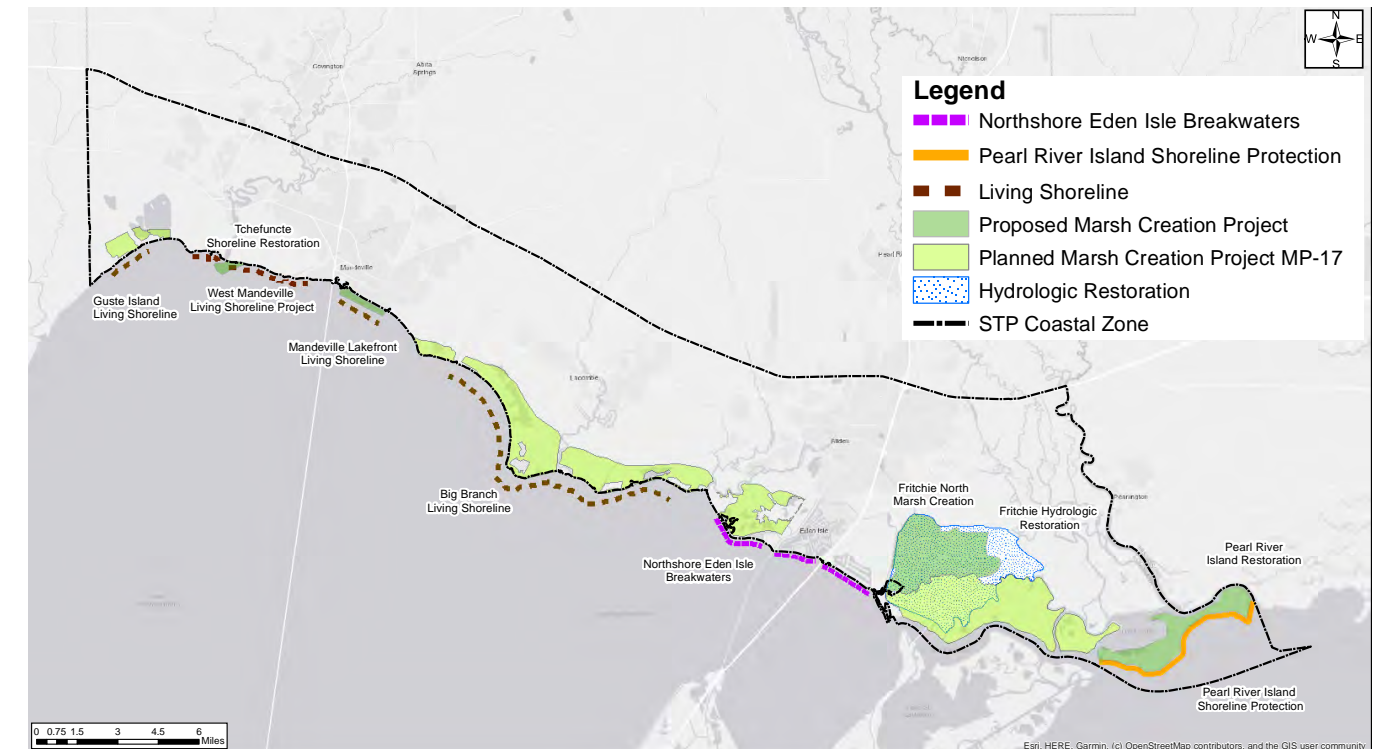 N
W E
S
Covington
Abita
Springs
Nicholson
Legend
Northshore Eden Isle Breakwaters
Pearl River Island Shoreline Protection
Living Shoreline
Proposed Marsh Creation Project
Planned Marsh Creation Project MP-17
Hydrologic Restoration
STP Coastal Zone
Pearl Ri
Tchefuncte
Shoreline Restoration
Mandeville
Guste Island
Living Shoreline
West Mandeville
Living Shoreline Project
Mandeville Lakefront
Living Shoreline
Lacombe
Slidell
Big Branch
Living Shoreline
Fritchie North
Marsh Creation
Pearlington
Fritchie Hydrologic
Restoration
Eden Isle
Northshore Eden Isle
Breakwaters
Pearl River
Island Restoration
Pearl River Island
Shoreline Protection
0 0.75 1.5 3 4.5 6
Miles
Esri, HERE, Garmin, (c) OpenStreetMap contributors, and the GIS user community